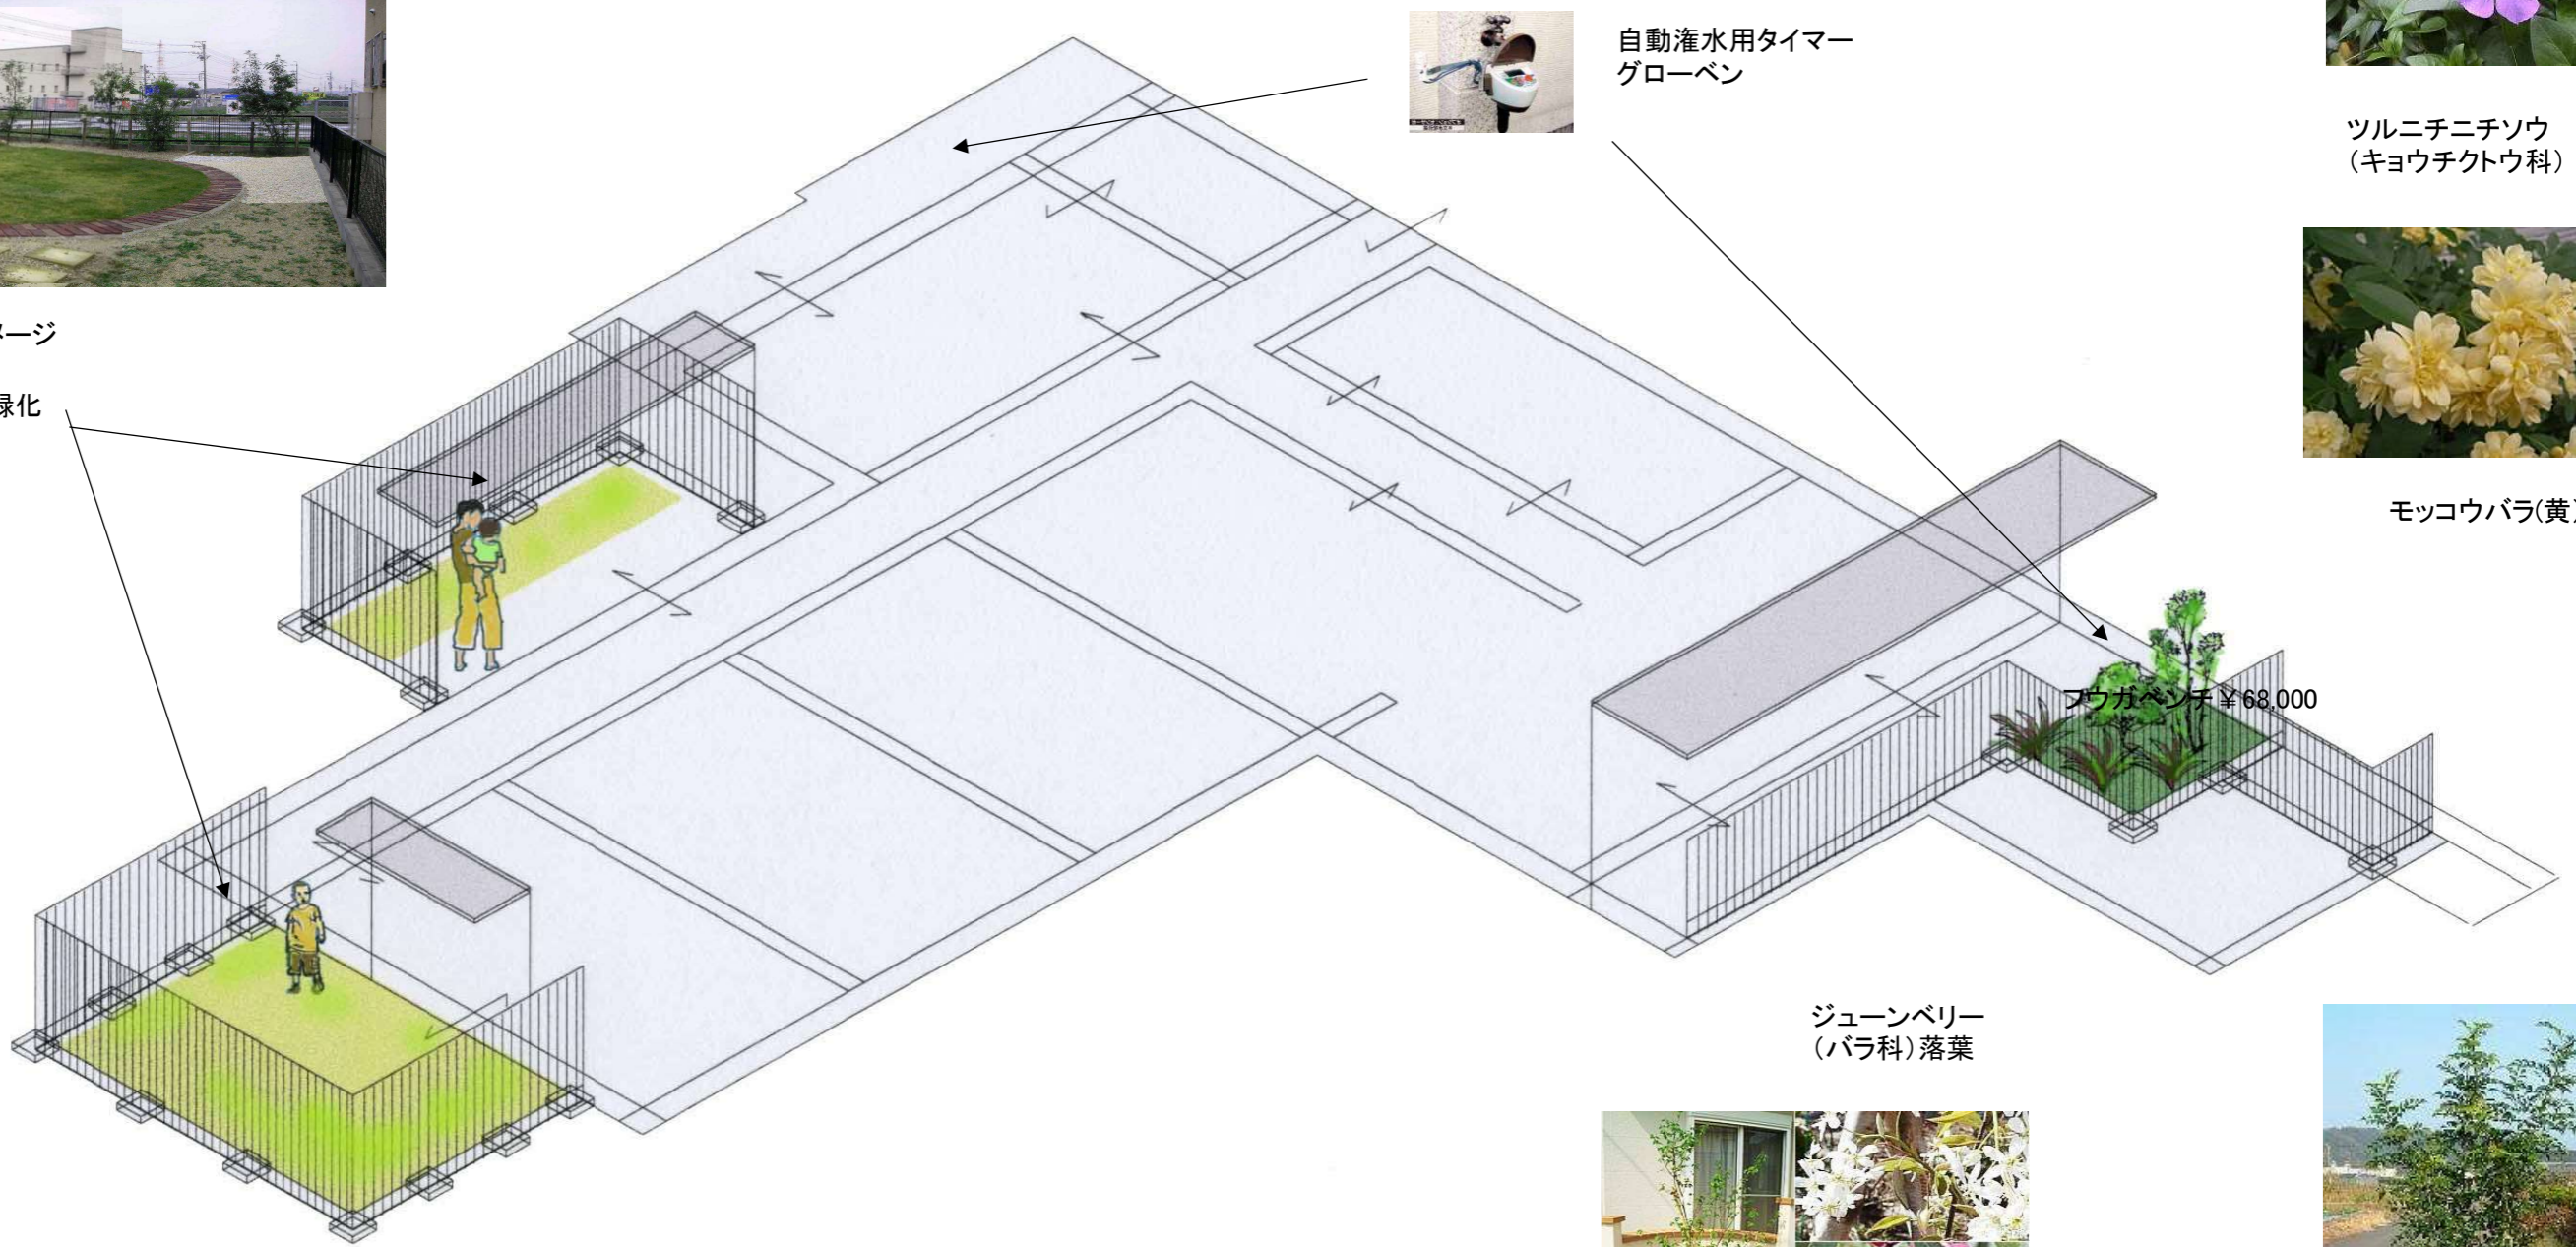 自動潅水用タイマー
グローベン
ツルニチニチソウ
（キョウチクトウ科）
メージ
緑化
モッコウバラ(黄)
フウガベンチ￥68,000
ジューンベリー
（バラ科）落葉